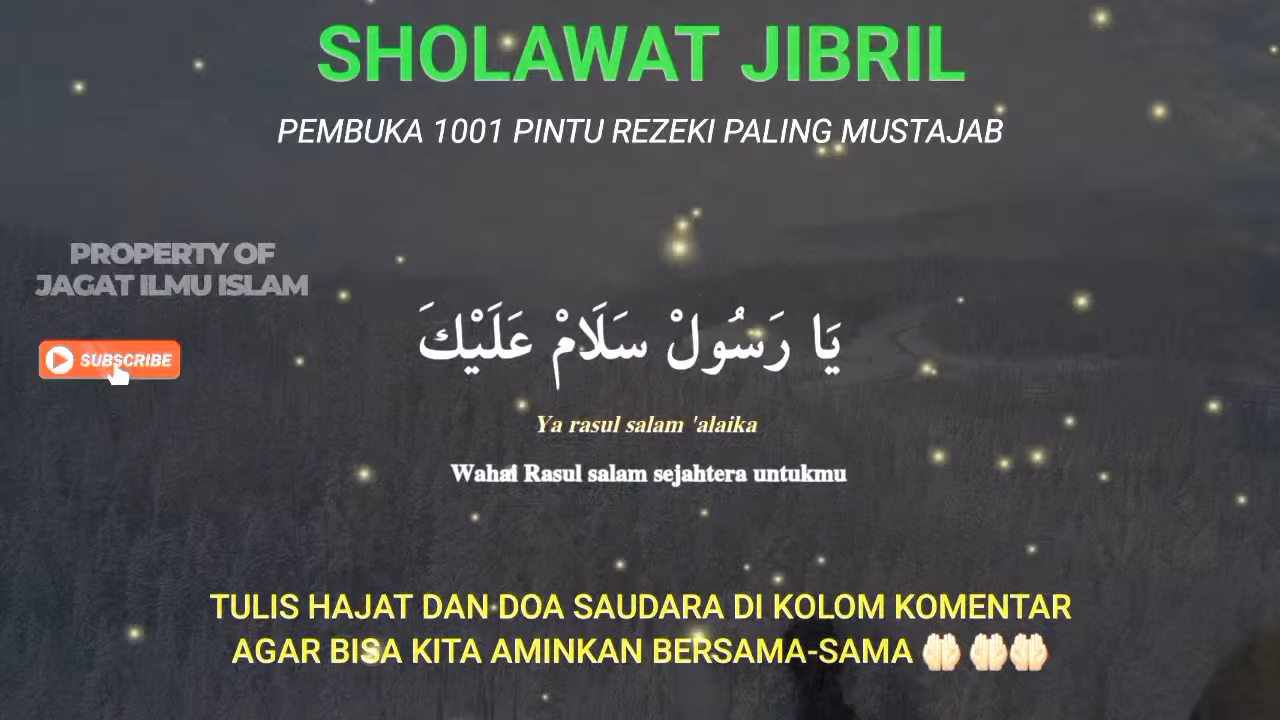 SHOLAWAT JIBRIL
PEMBUKA 1001 PINTU REZEKI PALING MUSTAJAB
PROPERTY OF
JAGAT ILMU ISLAM
SUBSCRIBE
يَا رَسُولْ سَلَامْ عَلَيْكَ
Ya rasul salam 'alaika
Wahai Rasul salam sejahtera untukmu
TULIS HAJAT DAN DOA SAUDARA DI KOLOM KOMENTAR
AGAR BISA KITA AMINKAN BERSAMA-SAMA 🤲🏻 🤲🏻🤲🏻